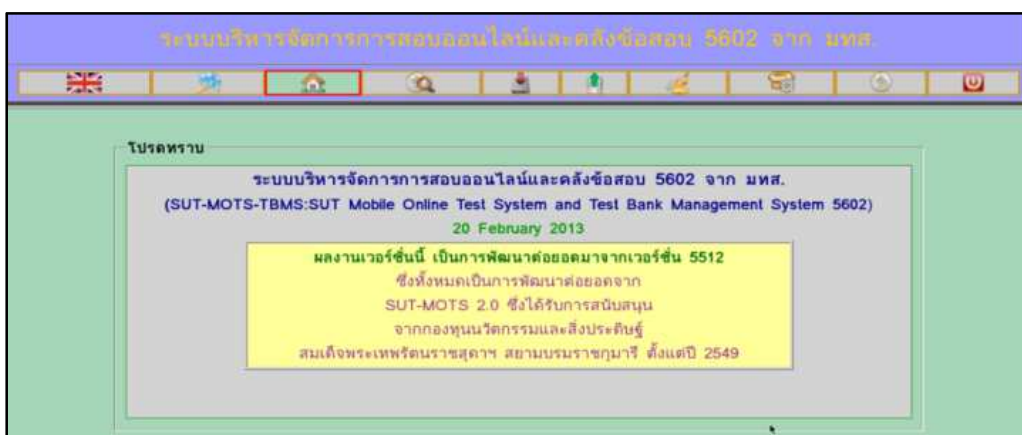 ระบบบริหารจัดการการสอบออนไลน์และคลังข้อสอบ 5602 จาก มทส.
โปรดทราบ
ระบบบริหารจัดการการสอบออนไลน์และคลังข้อสอบ 5602 จาก มทส.
(SUT-MOTS-TBMS:SUT Mobile Online Test System and Test Bank Management System 5602)
20 February 2013
ผลงานเวอร์ชั่นนี้ เป็นการพัฒนาต่อยอดมาจากเวอร์ชั่น 5512
ซึ่งทั้งหมดเป็นการพัฒนาต่อยอดจาก
SUT-MOTS 2.0 ซึ่งได้รับการสนับสนุน
จากกองทุนนวัตกรรมและสิ่งประดิษฐ์
สมเด็จพระเทพรัตนราชสุดาฯ สยามบรมราชกุมารี ตั้งแต่ปี 2549